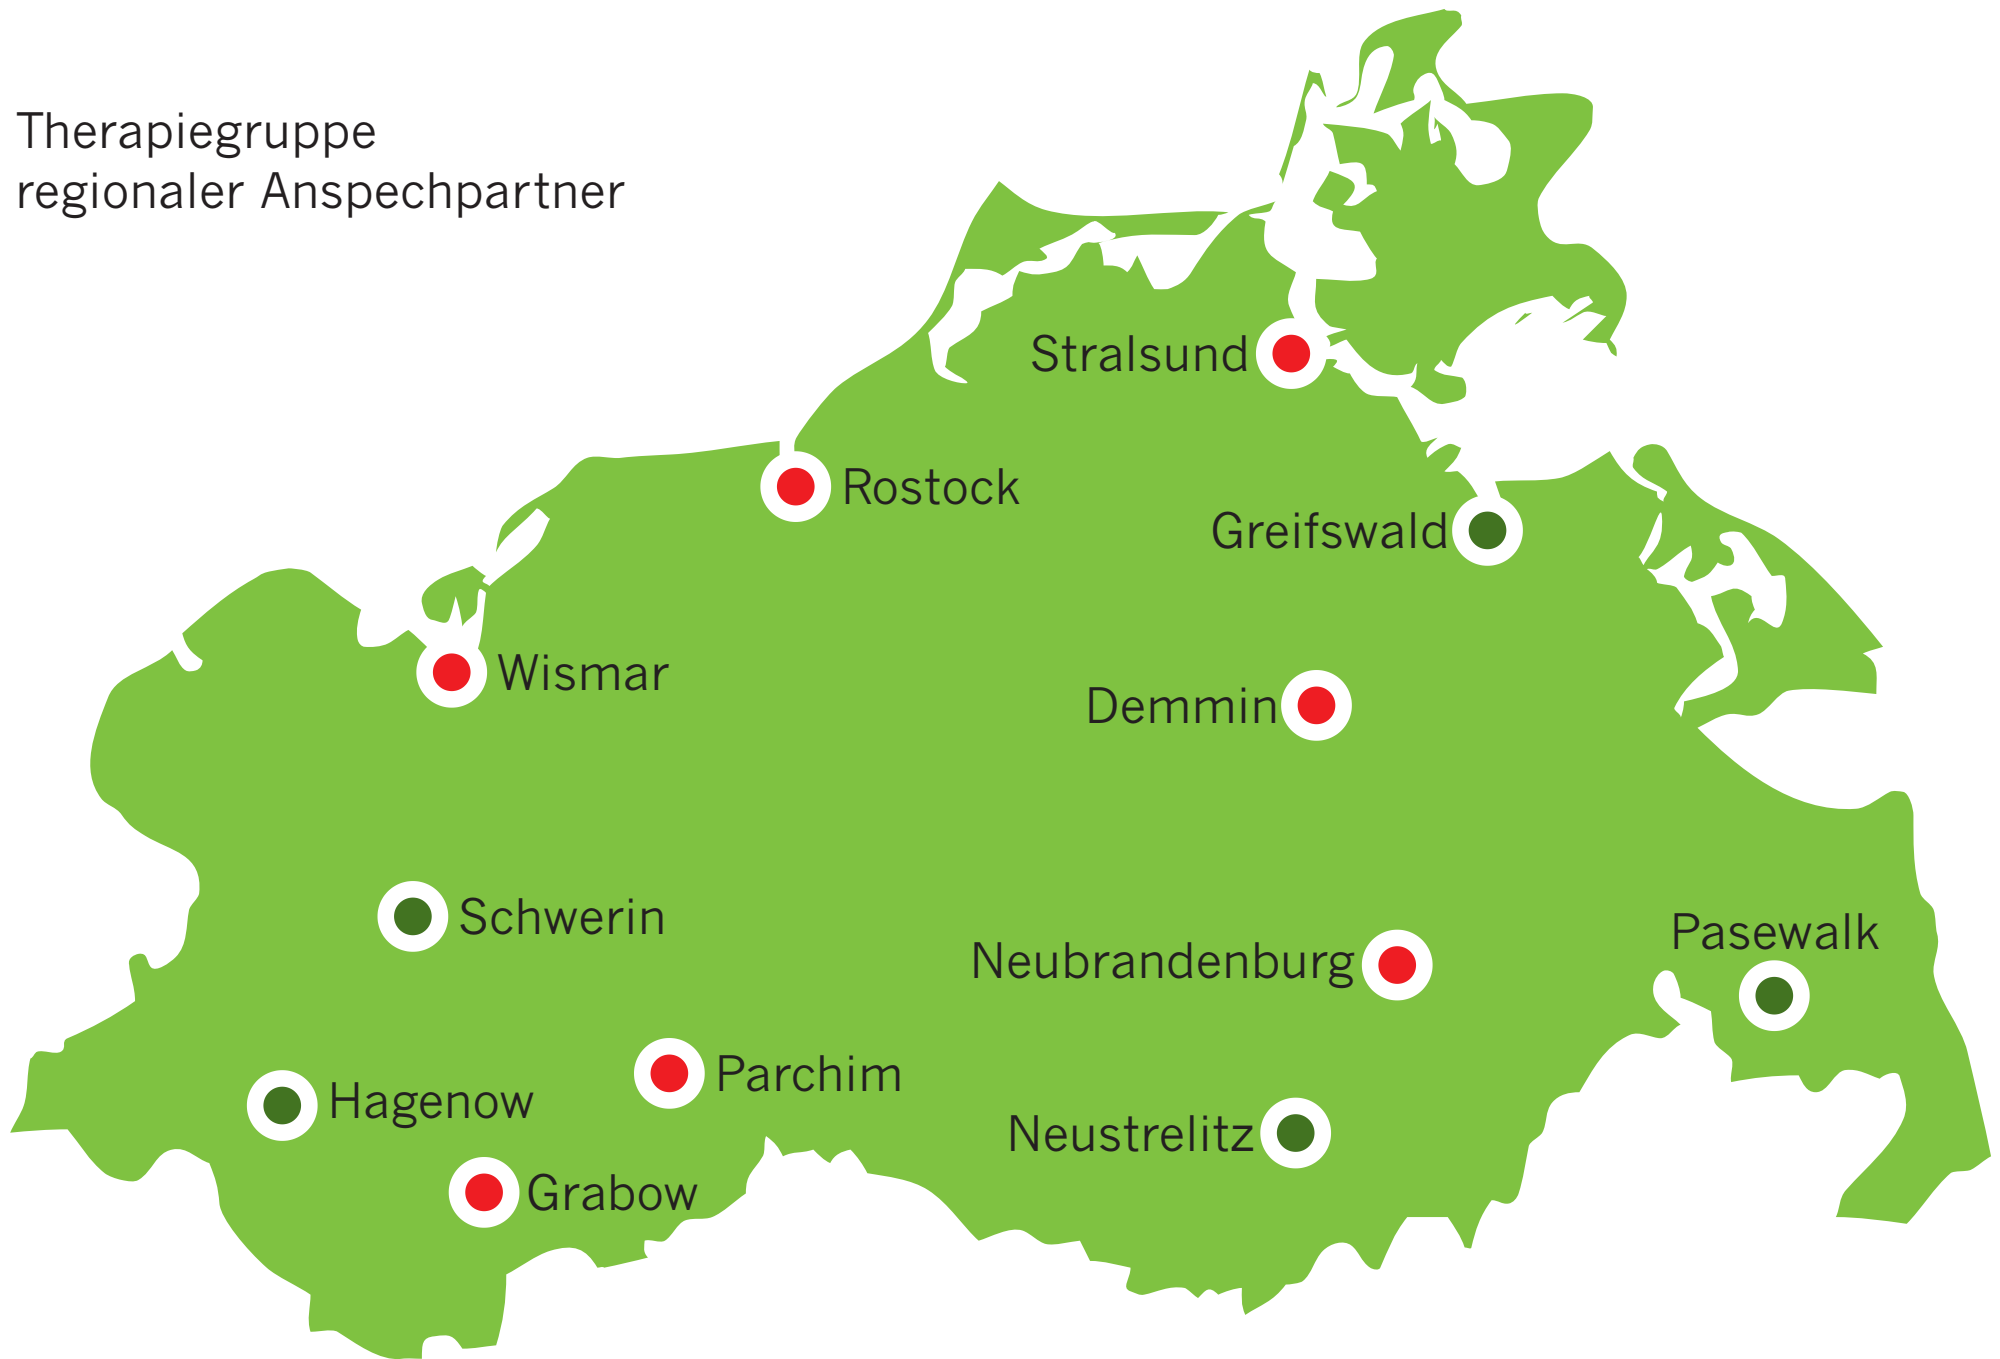 Therapiegruppe
regionaler Anspechpartner
Stralsund
Rostock
Greifswald
Wismar
Demmin
Schwerin
Pasewalk
Neubrandenburg
Parchim
Hagenow
Neustrelitz
Grabow